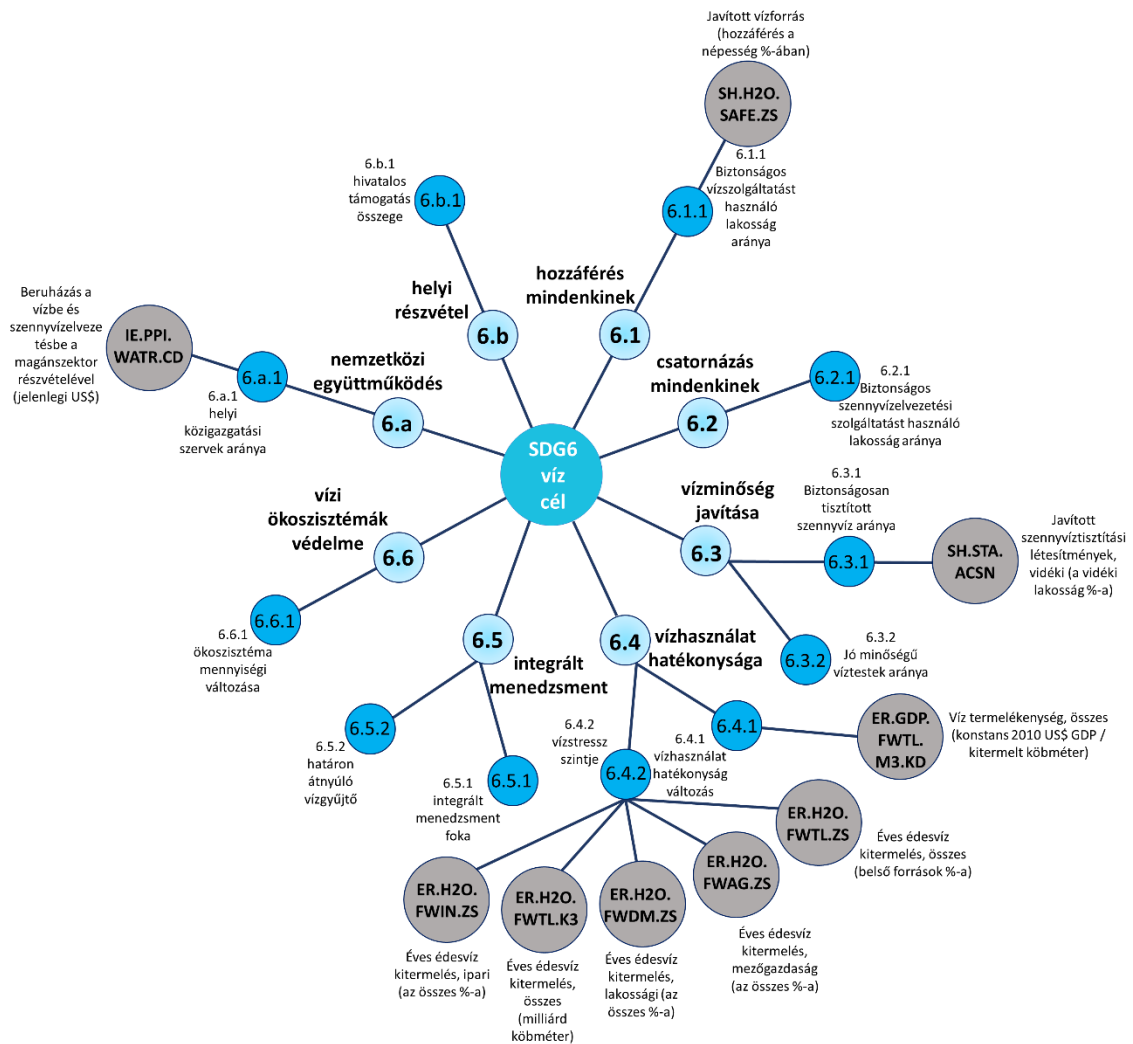 Javított vízforrás
(hozzáférés a
népesség %-ában)
SH.H2O.
SAFE.ZS
6.1.1
Biztonságos
vízszolgáltatást
használó
lakosság
aránya
6.1.1
hozzáférés
mindenkinek
6.1
6.b.1
hivatalos
támogatás
összege
6.b.1
helyi
részvétel
6.b
Beruházás a
vízbe és
szennyvízelveze
tésbe a
magánszektor
részvételével
(jelenlegi US$)
IE.PPI.
WATR.CD
6.a.1
6.a.1
helyi
közigazgatási
szervek aránya
nemzetközi
együttműködés
6.a
csatornázás
mindenkinek
6.2
6.2.1
6.2.1
Biztonságos
szennyvízelvezetési
szolgáltatást használó
lakosság aránya
SDG6
víz
cél
vízminőség
javítása
6.3
6.3.1
Biztonságosan
tisztított
szennyvíz aránya
6.3.1
SH.STA.
ACSN
Javított
szennyvíztisztítási
létesítmények,
vidéki (a vidéki
lakosság %-a)
6.3.2
6.3.2
Jó minőségű
víztestek aránya
vízi
ökoszisztémák
védelme
6.6
6.6.1
6.6.1
ökoszisztéma
mennyiségi
változása
6.5
integrált
menedzsment
6.5.2
6.5.2
határon
átnyúló
vízgyűjtő
6.5.1
6.5.1
integrált
menedzsment
foka
6.4
vízhasználat
hatékonysága
6.4.2
vízstressz
szintje
6.4.2
6.4.1
6.4.1
vízhasználat
hatékonyság
változás
ER.GDP.
FWTL.
M3.KD
Víz termelékenység, összes
(konstans 2010 US$ GDP /
kitermelt köbméter)
ER.H2O.
FWTL.ZS
Éves édesvíz
kitermelés, összes
(belső források %-a)
ER.H2O.
FWAG.ZS
Éves édesvíz
kitermelés,
mezőgazdaság
(az összes %-a)
ER.H2O.
FWDM.ZS
Éves édesvíz
kitermelés,
lakossági (az
összes %-a)
ER.H2O.
FWTL.K3
Éves édesvíz
kitermelés,
összes
(milliárd
köbméter)
ER.H2O.
FWIN.ZS
Éves édesvíz
kitermelés, ipari
(az összes %-a)